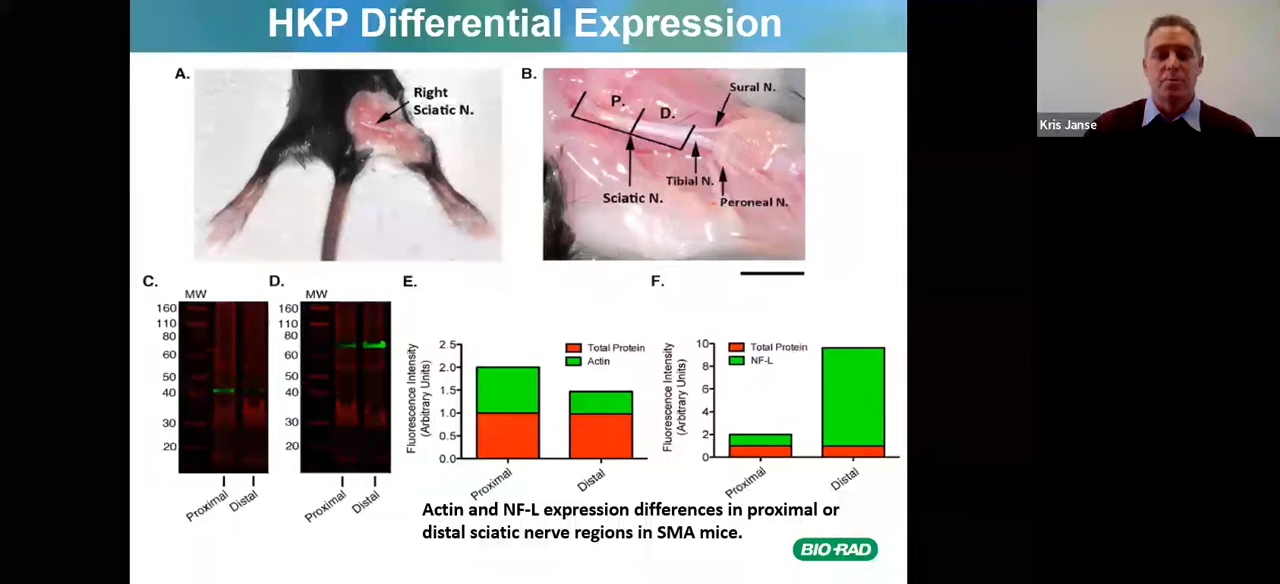 HKP Differential Expression
A.
Right
Sciatic N.
B.
P.
D.
Sural N.
Tibial N.
Sciatic N.
Peroneal N.
Kris Janse
C.
MW
160
110
80
60
50
40
30
20
Proximal
Distal
D.
MW
160
110
80
60
50
40
30
20
Proximal
Distal
E.
Fluorescence Intensity
(Arbitrary Units)
2.5
2.0
1.5
1.0
0.5
0.0
Total Protein
Actin
Proximal
Distal
F.
Fluorescence Intensity
(Arbitrary Units)
10
8
6
4
2
0
Total Protein
NF-L
Proximal
Distal
Actin and NF-L expression differences in proximal or
distal sciatic nerve regions in SMA mice.
BIO-RAD